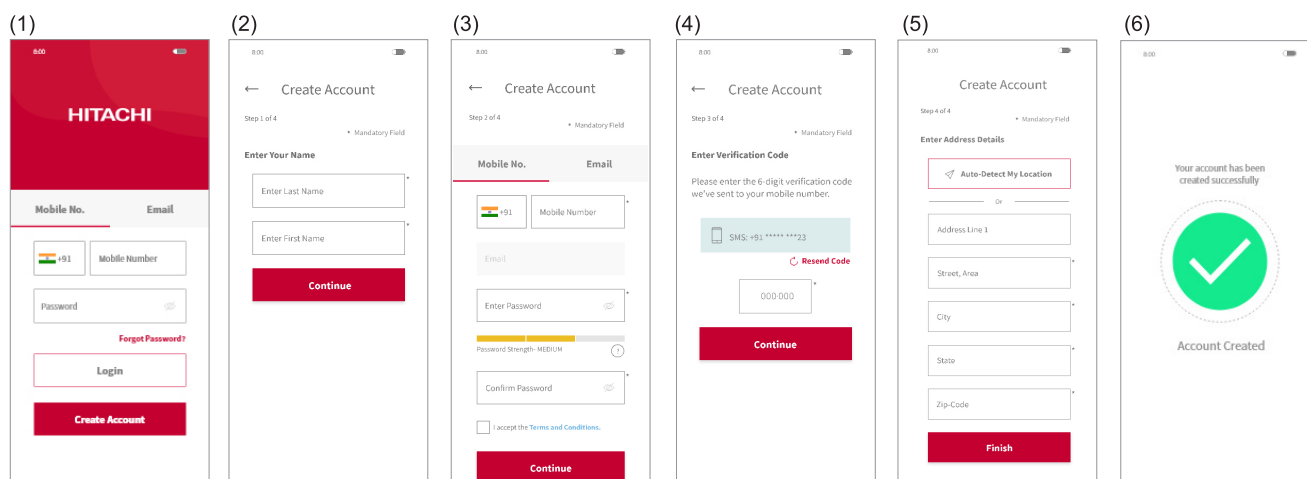 (1)
8:00
HITACHI
Mobile No. Email
+91 Mobile Number
Password
Forgot Password?
Login
Create Account
(2)
8:00
← Create Account
Step 1 of 4
* Mandatory Field
Enter Your Name
Enter Last Name *
Enter First Name *
Continue
(3)
8:00
← Create Account
Step 2 of 4
* Mandatory Field
Mobile No. Email
+91 Mobile Number *
Email
Enter Password *
Password Strength- MEDIUM ?
Confirm Password *
I accept the Terms and Conditions.
Continue
(4)
8:00
← Create Account
Step 3 of 4
* Mandatory Field
Enter Verification Code
Please enter the 6-digit verification code
we've sent to your mobile number.
SMS: +91 ***** ***23
Resend Code
000-000 *
Continue
(5)
8:00
Create Account
Step 4 of 4
* Mandatory Field
Enter Address Details
Auto-Detect My Location
Or
Address Line 1
Street, Area *
City *
State *
Zip-Code *
Finish
(6)
8:00
Your account has been
created successfully
Account Created